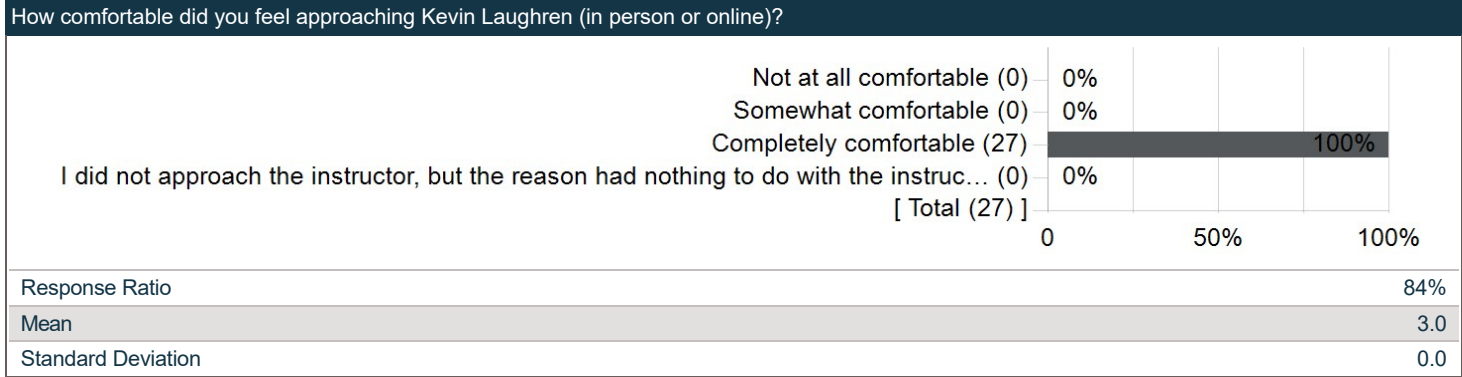 How comfortable did you feel approaching Kevin Laughren (in person or online)?
Not at all comfortable (0) 0%
Somewhat comfortable (0) 0%
Completely comfortable (27) 100%
I did not approach the instructor, but the reason had nothing to do with the instruc... (0) 0%
[ Total (27) ]
0 50% 100%
Response Ratio 84%
Mean 3.0
Standard Deviation 0.0